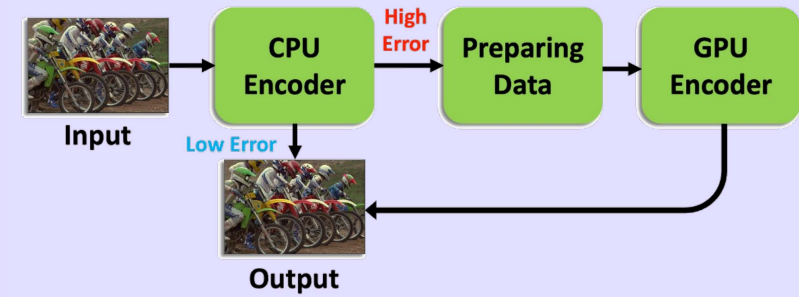 Input
CPU
Encoder
High
Error
Preparing
Data
GPU
Encoder
Low Error
Output